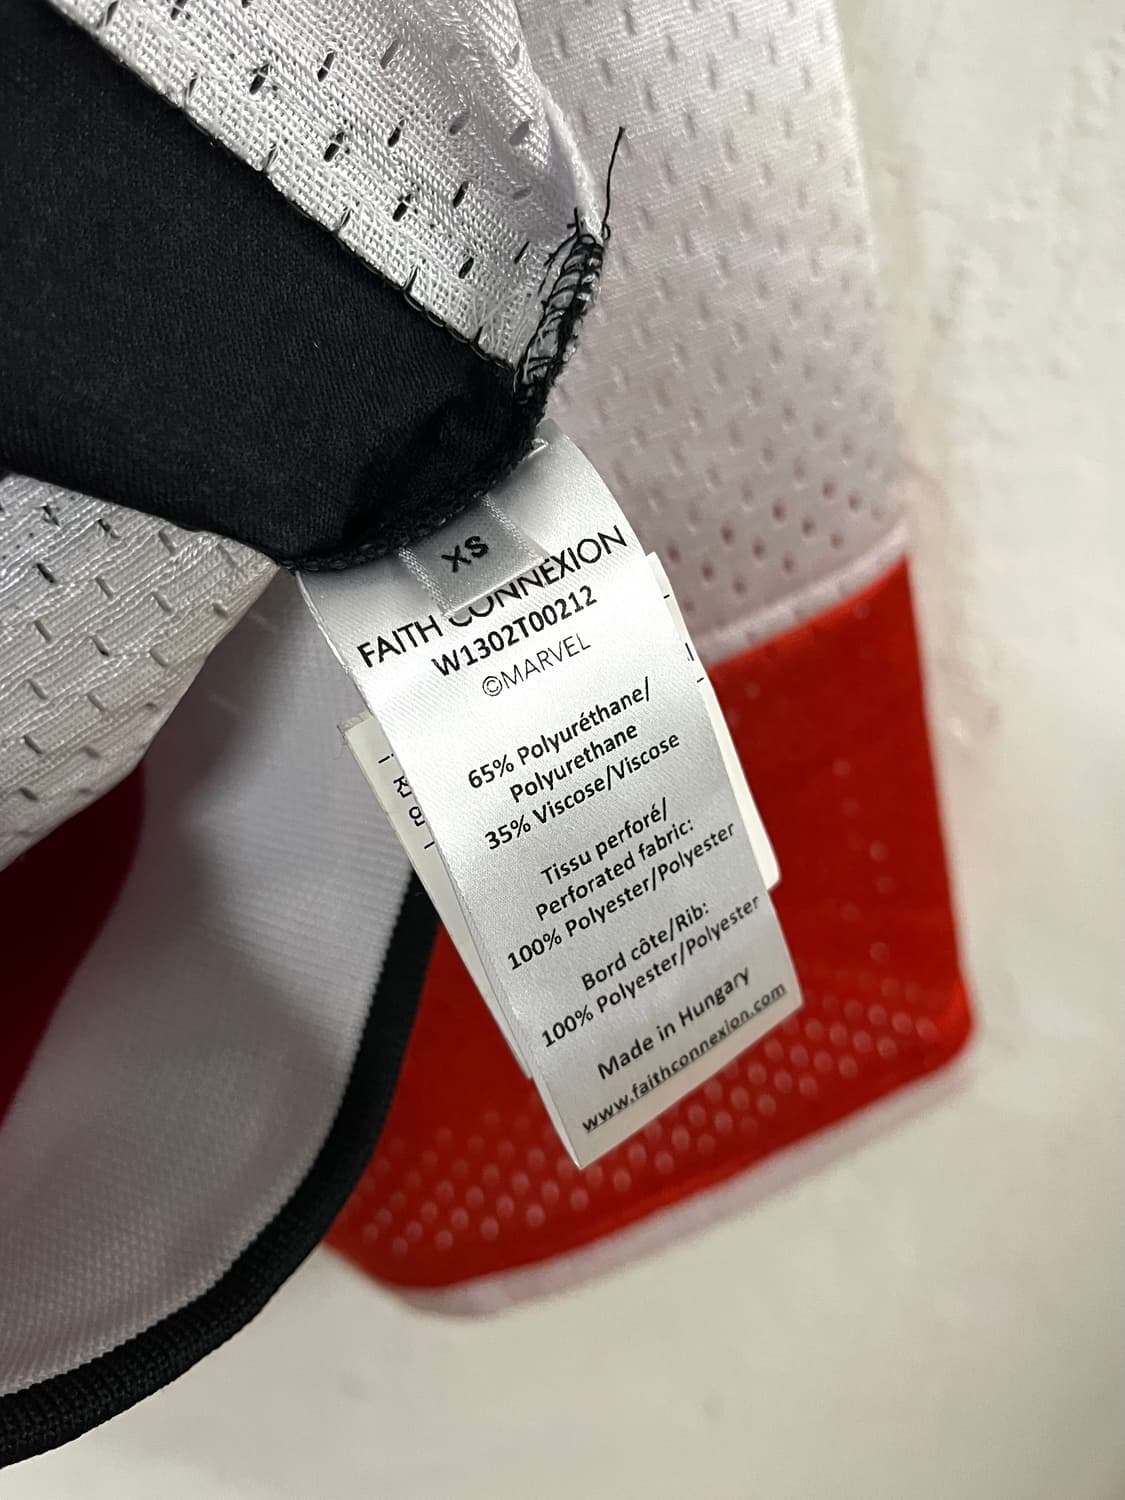 XS
FAITH CONNEXION
W1302T00212
©MARVEL
65% Polyuréthane/
Polyurethane
35% Viscose/Viscose
Tissu perforé/
Perforated fabric:
100% Polyester/Polyester
Bord côte/Rib:
100% Polyester/Polyester
Made in Hungary
www.faithconnexion.com